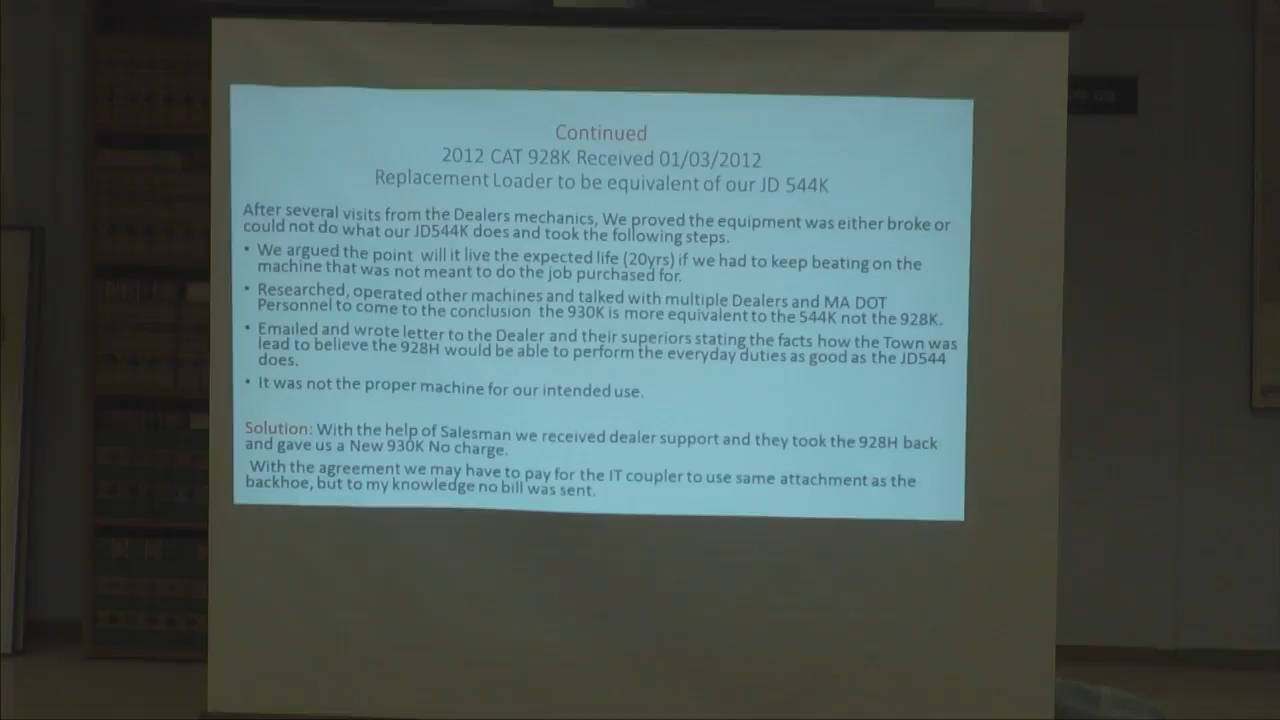 Continued
2012 CAT 928K Received 01/03/2012
Replacement Loader to be equivalent of our JD 544K
After several visits from the Dealers mechanics, We proved the equipment was either broke or
could not do what our JD544K does and took the following steps.
• We argued the point will it live the expected life (20yrs) if we had to keep beating on the
machine that was not meant to do the job purchased for.
• Researched, operated other machines and talked with multiple Dealers and MA DOT
Personnel to come to the conclusion the 930K is more equivalent to the 544K not the 928K.
• Emailed and wrote letter to the Dealer and their superiors stating the facts how the Town was
lead to believe the 928H would be able to perform the everyday duties as good as the JD544
does.
• It was not the proper machine for our intended use.
Solution: With the help of Salesman we received dealer support and they took the 928H back
and gave us a New 930K No charge.
With the agreement we may have to pay for the IT coupler to use same attachment as the
backhoe, but to my knowledge no bill was sent.